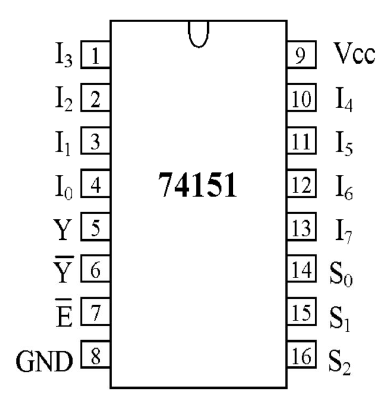 I₃ 1 9 Vcc
I₂ 2 10 I₄
I₁ 3 11 I₅
I₀ 4 74151 12 I₆
Y 5 13 I₇
Y̅ 6 14 S₀
E̅ 7 15 S₁
GND 8 16 S₂